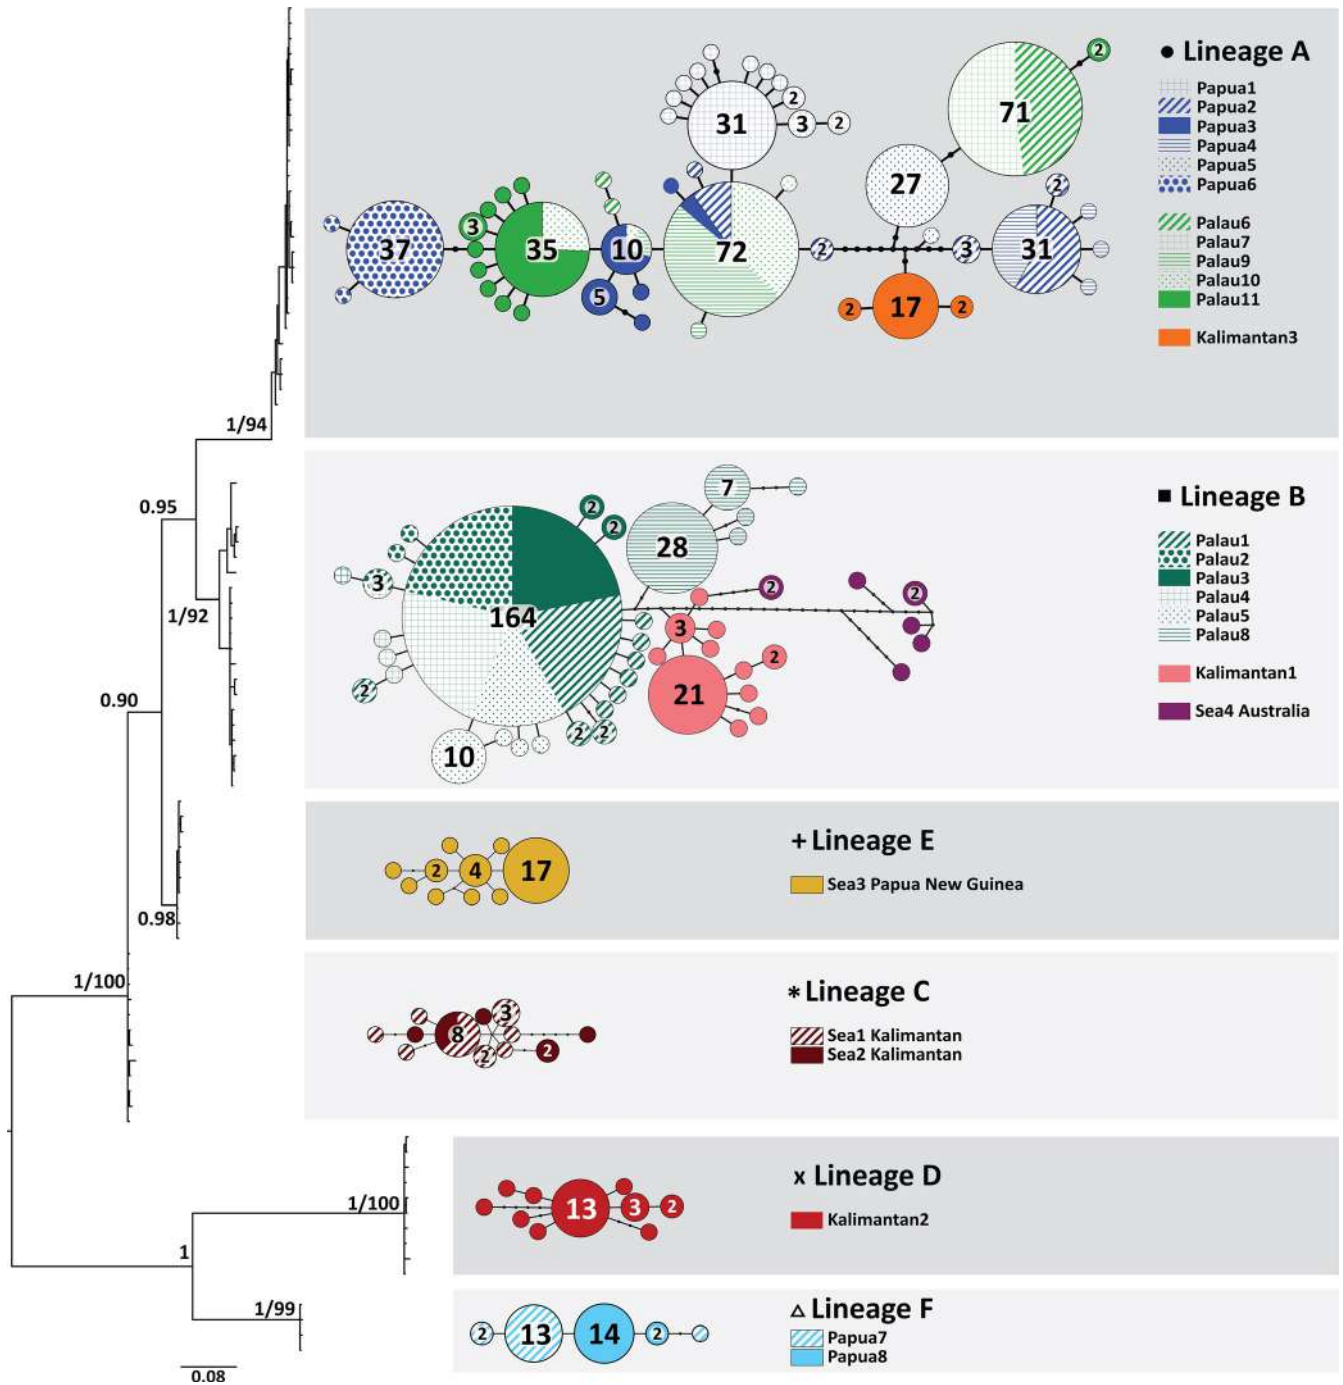 ● Lineage A
Papua1
Papua2
Papua3
Papua4
Papua5
Papua6
Palau6
Palau7
Palau9
Palau10
Palau11
Kalimantan3
2
71
2
31
3
2
27
2
37
3
35
10
72
2
3
31
5
2
17
2
1/94
■ Lineage B
Palau1
Palau2
Palau3
Palau4
Palau5
Palau8
Kalimantan1
Sea4 Australia
7
2
2
28
3
2
2
164
3
2
2
21
2
2
10
0.95
1/92
0.90
+ Lineage E
Sea3 Papua New Guinea
2
4
17
0.98
1/100
* Lineage C
Sea1 Kalimantan
Sea2 Kalimantan
3
8
2
2
x Lineage D
Kalimantan2
13
3
2
1/100
1
△ Lineage F
Papua7
Papua8
2
13
14
2
1/99
0.08